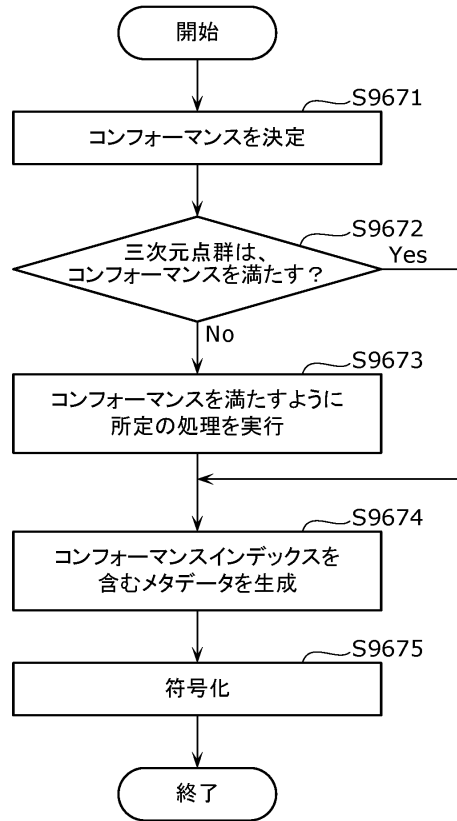 開始
S9671
コンフォーマンスを決定
S9672
三次元点群は、
コンフォーマンスを満たす？
Yes
No
S9673
コンフォーマンスを満たすように
所定の処理を実行
S9674
コンフォーマンスインデックスを
含むメタデータを生成
S9675
符号化
終了